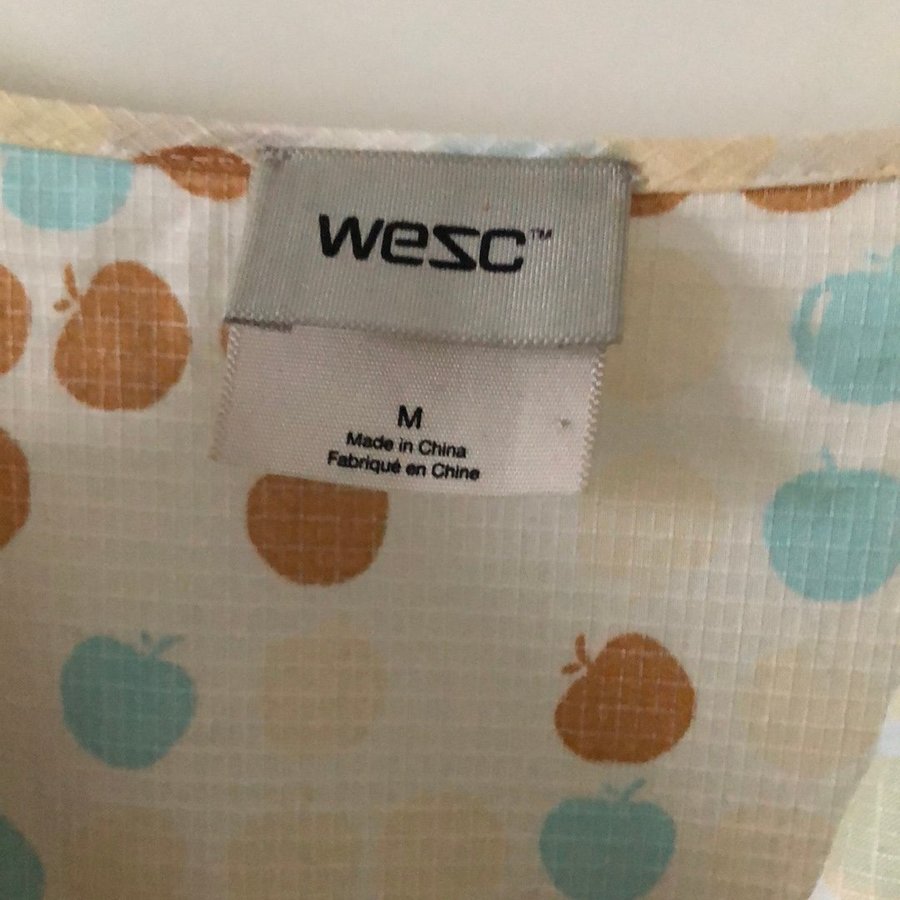 wesc™
M
Made in China
Fabriqué en Chine